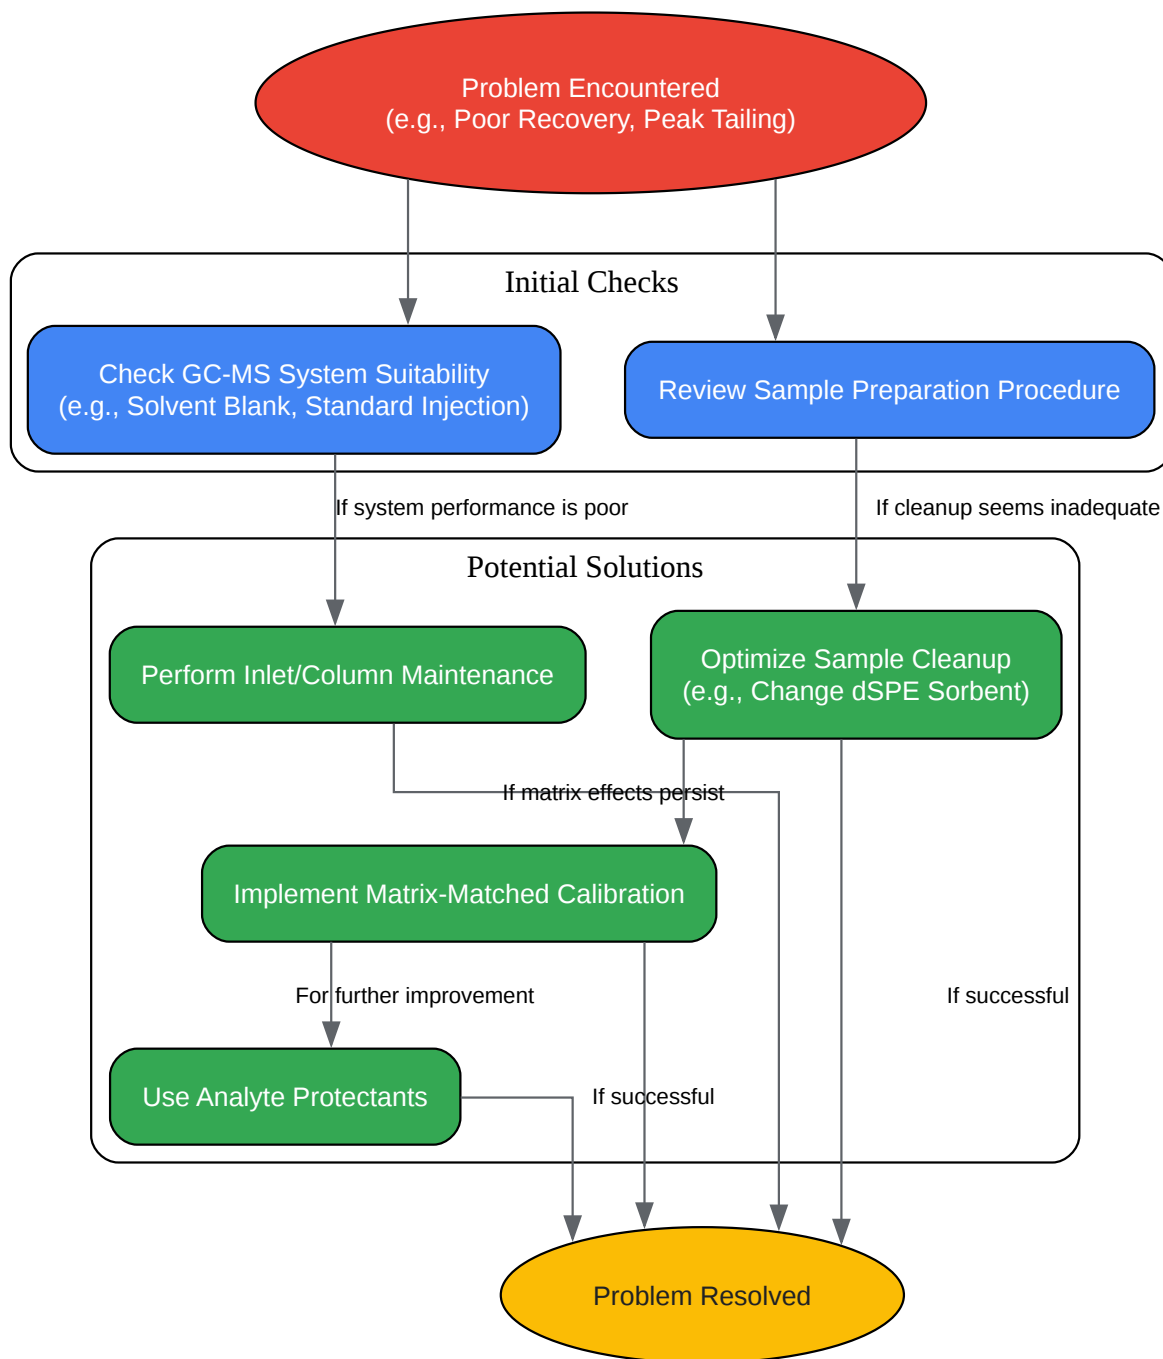 Problem Encountered
(e.g., Poor Recovery, Peak Tailing)
Initial Checks
Check GC-MS System Suitability
(e.g., Solvent Blank, Standard Injection)
Review Sample Preparation Procedure
If system performance is poor
If cleanup seems inadequate
Potential Solutions
Perform Inlet/Column Maintenance
Optimize Sample Cleanup
(e.g., Change dSPE Sorbent)
If matrix effects persist
Implement Matrix-Matched Calibration
For further improvement
If successful
Use Analyte Protectants
If successful
Problem Resolved